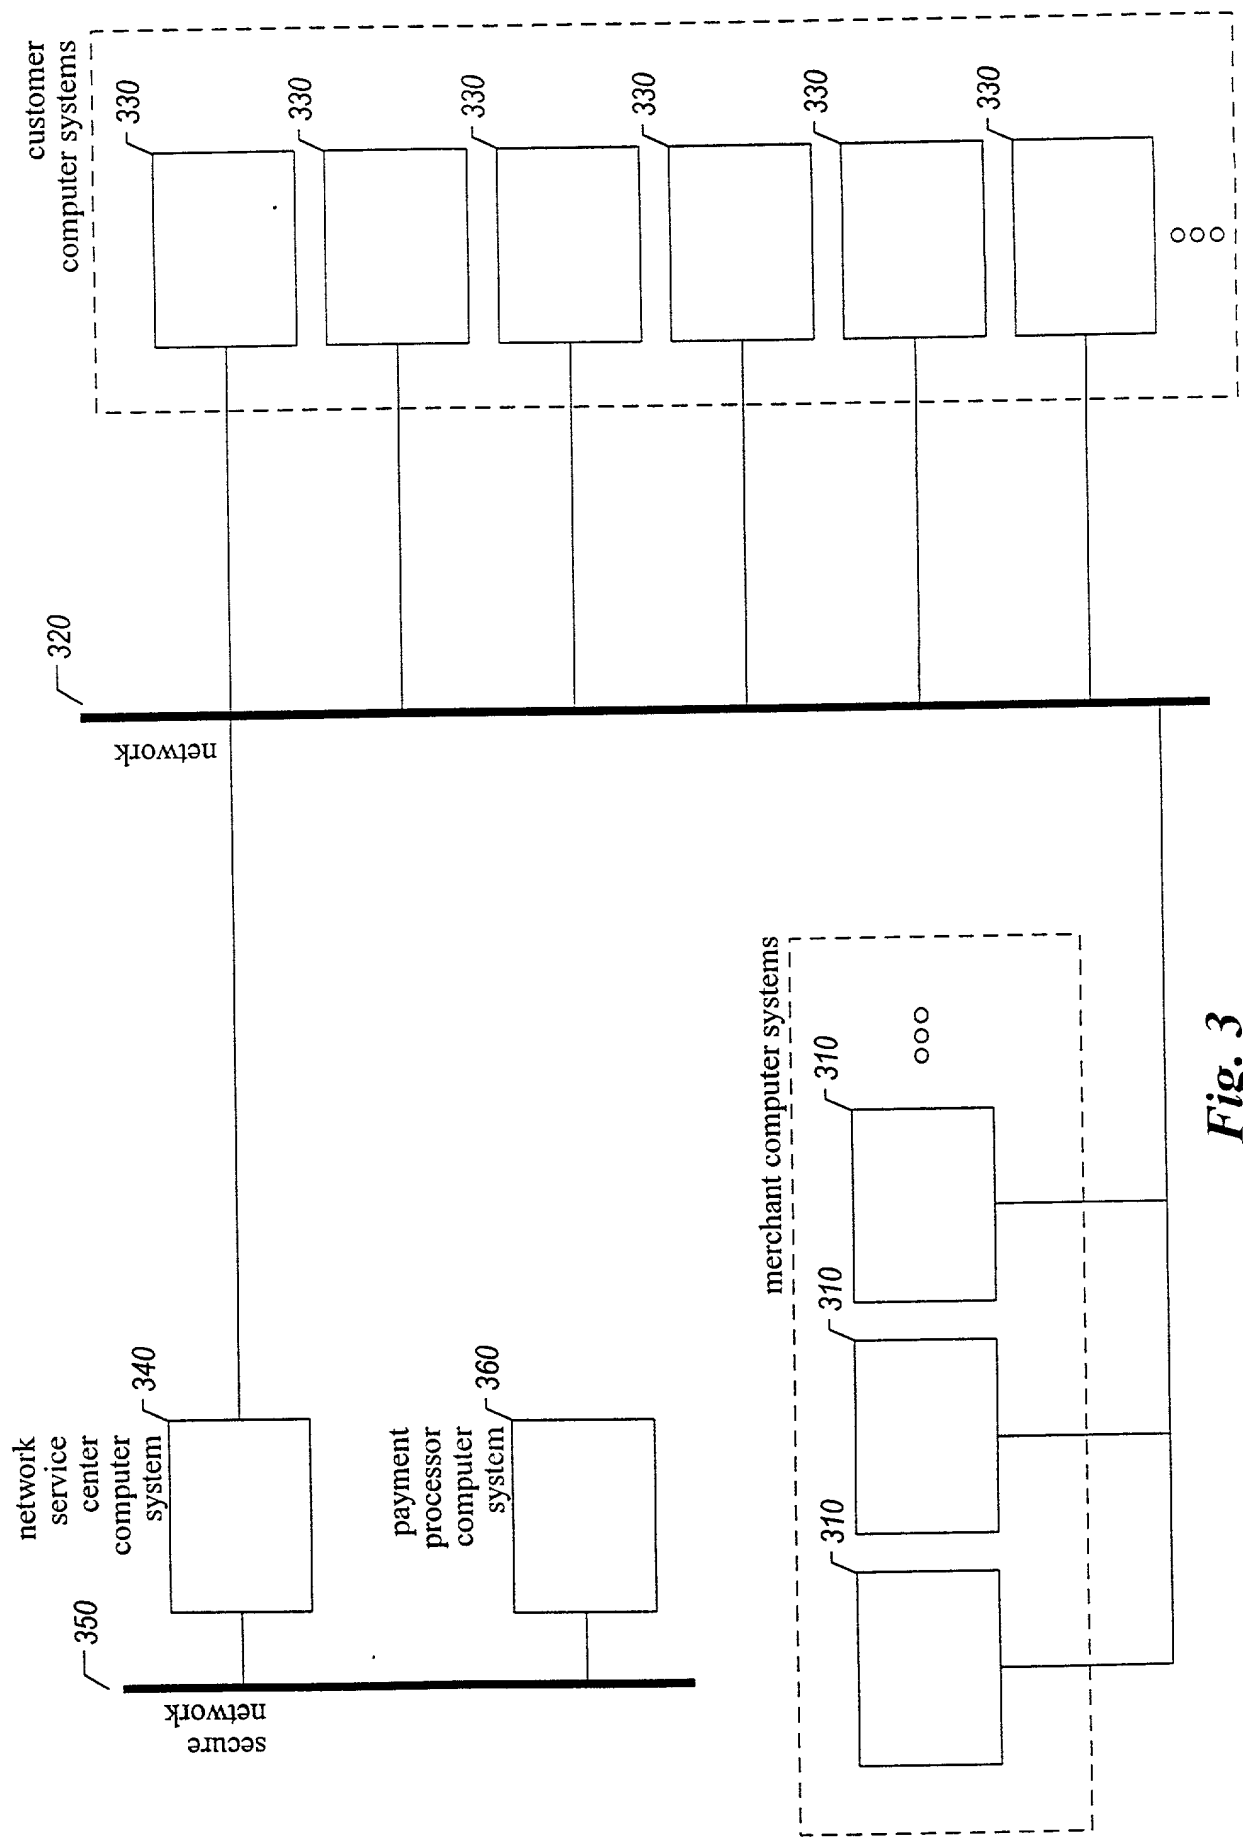 customer
computer systems
330
330
330
330
330
330
320
network
merchant computer systems
310
310
310
network
service
center
computer
system
340
payment
processor
computer
system
360
350
secure
network
Fig. 3